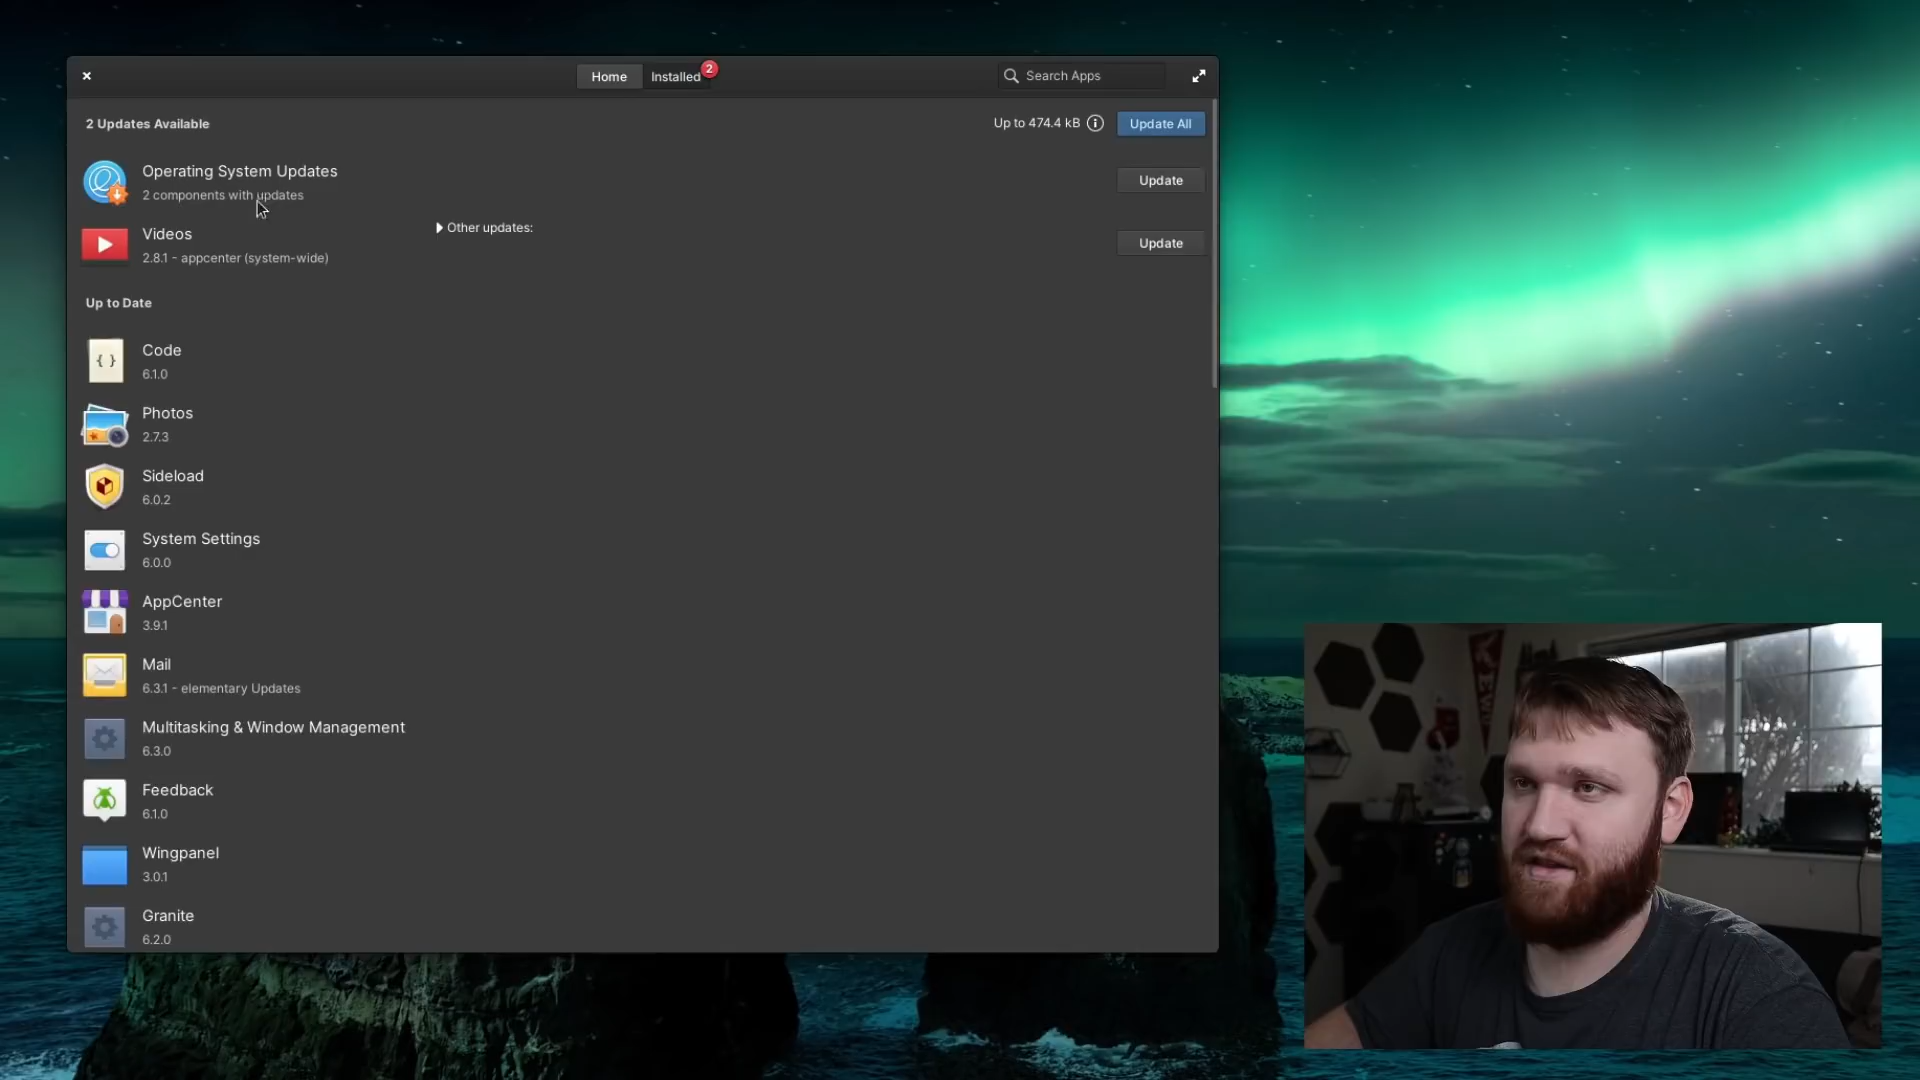 Home
Installed
2
Search Apps
2 Updates Available
Up to 474.4 kB
Update All
Operating System Updates
2 components with updates
Update
Videos
2.8.1 - appcenter (system-wide)
Other updates:
Update
Up to Date
Code
6.1.0
Photos
2.7.3
Sideload
6.0.2
System Settings
6.0.0
AppCenter
3.9.1
Mail
6.3.1 - elementary Updates
Multitasking & Window Management
6.3.0
Feedback
6.1.0
Wingpanel
3.0.1
Granite
6.2.0